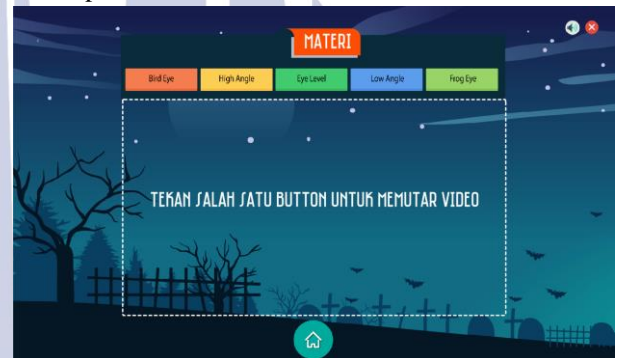 MATERI
Bird Eye High Angle Eye Level Low Angle Frog Eye
TEKAN SALAH SATU BUTTON UNTUK MEMUTAR VIDEO